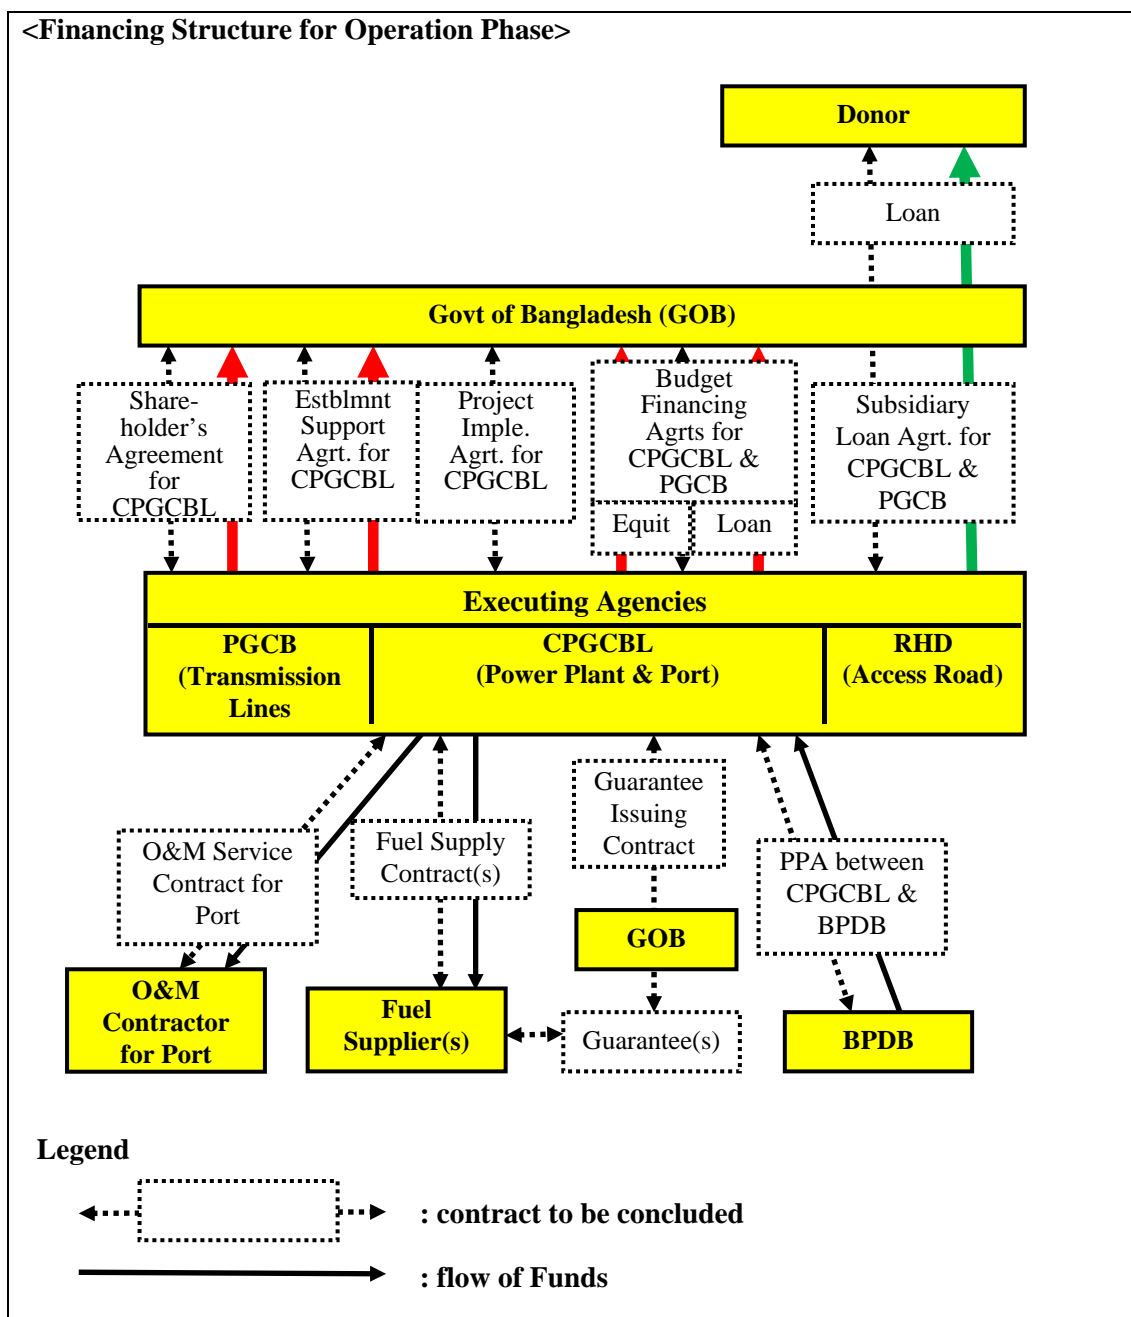 <Financing Structure for Operation Phase>
Donor
Loan
Govt of Bangladesh (GOB)
Share-
holder's
Agreement
for
CPGCBL
Estblmnt
Support
Agrt. for
CPGCBL
Project
Imple.
Agrt. for
CPGCBL
Budget
Financing
Agrts for
CPGCBL &
PGCB
Equit
Loan
Subsidiary
Loan Agrt. for
CPGCBL &
PGCB
Executing Agencies
PGCB
(Transmission
Lines
CPGCBL
(Power Plant & Port)
RHD
(Access Road)
O&M Service
Contract for
Port
Fuel Supply
Contract(s)
Guarantee
Issuing
Contract
PPA between
CPGCBL &
BPDB
GOB
O&M
Contractor
for Port
Fuel
Supplier(s)
Guarantee(s)
BPDB
Legend
: contract to be concluded
: flow of Funds